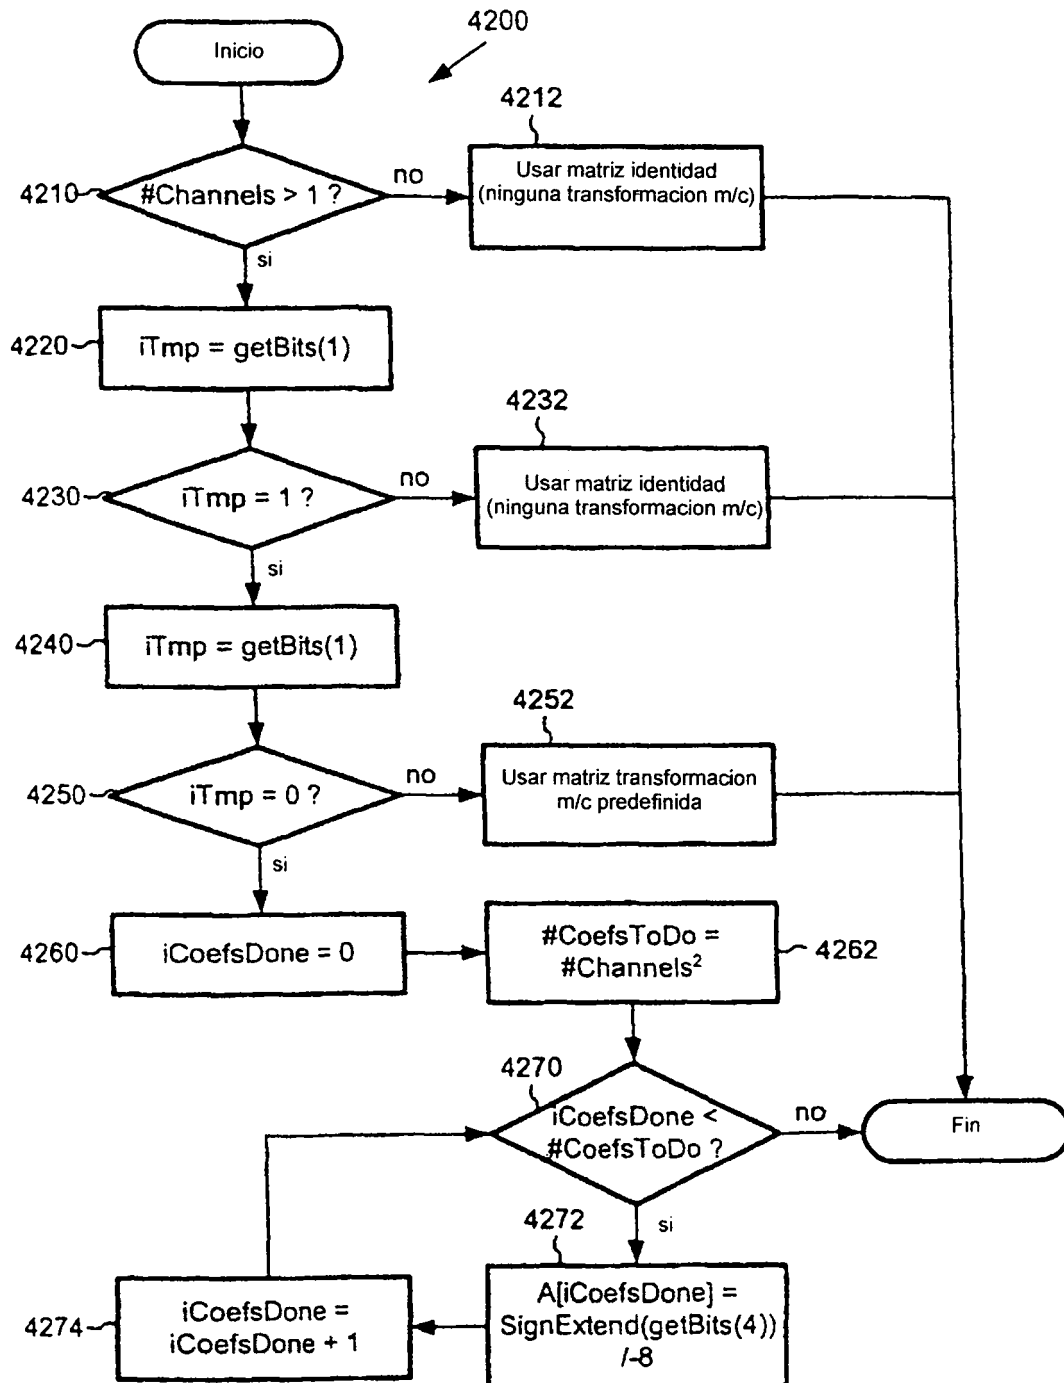 Inicio
4200
4210
#Channels > 1 ?
no
si
4212
Usar matriz identidad
(ninguna transformacion m/c)
4220
iTmp = getBits(1)
4230
iTmp = 1 ?
no
si
4232
Usar matriz identidad
(ninguna transformacion m/c)
4240
iTmp = getBits(1)
4250
iTmp = 0 ?
no
si
4252
Usar matriz transformacion
m/c predefinida
4260
iCoefsDone = 0
#CoefsToDo =
#Channels²
4262
4270
iCoefsDone <
#CoefsToDo ?
no
si
Fin
4272
A[iCoefsDone] =
SignExtend(getBits(4))
/-8
4274
iCoefsDone =
iCoefsDone + 1